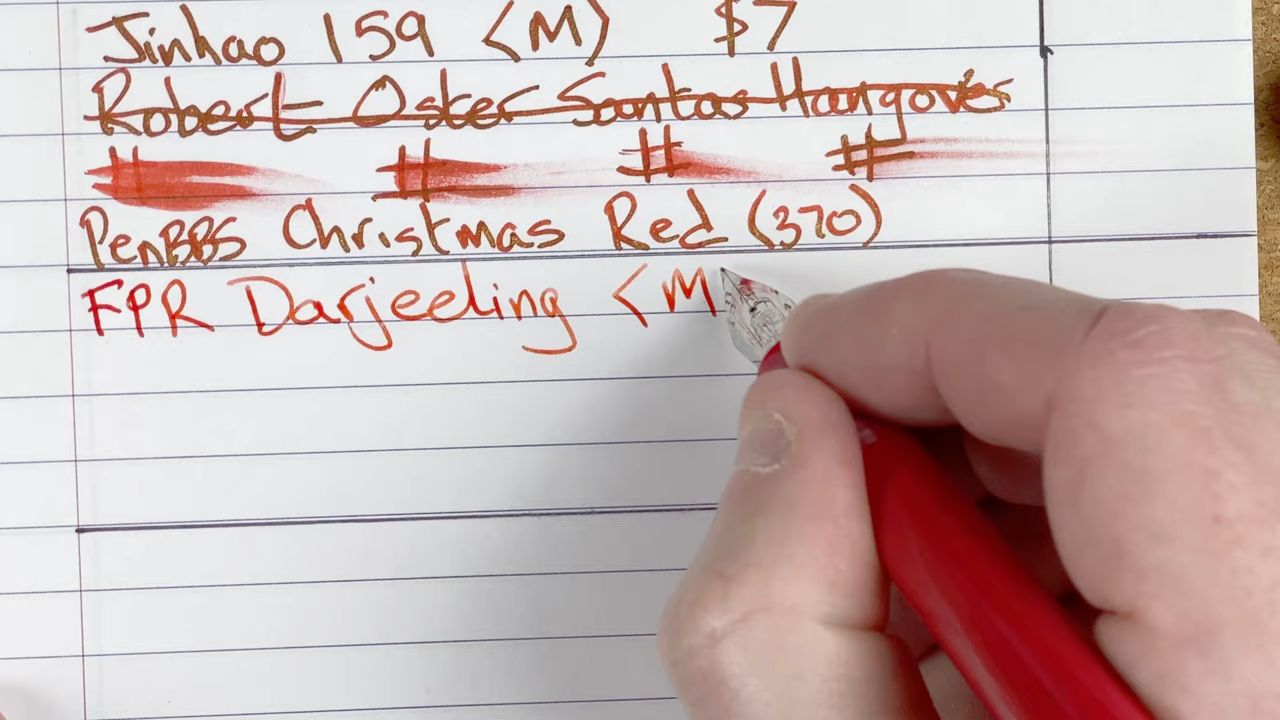 Jinhao 159 <M> $7
Robert Oster Santas Hangover
# # # #
PenBBS Christmas Red (370)
FPR Darjeeling <M